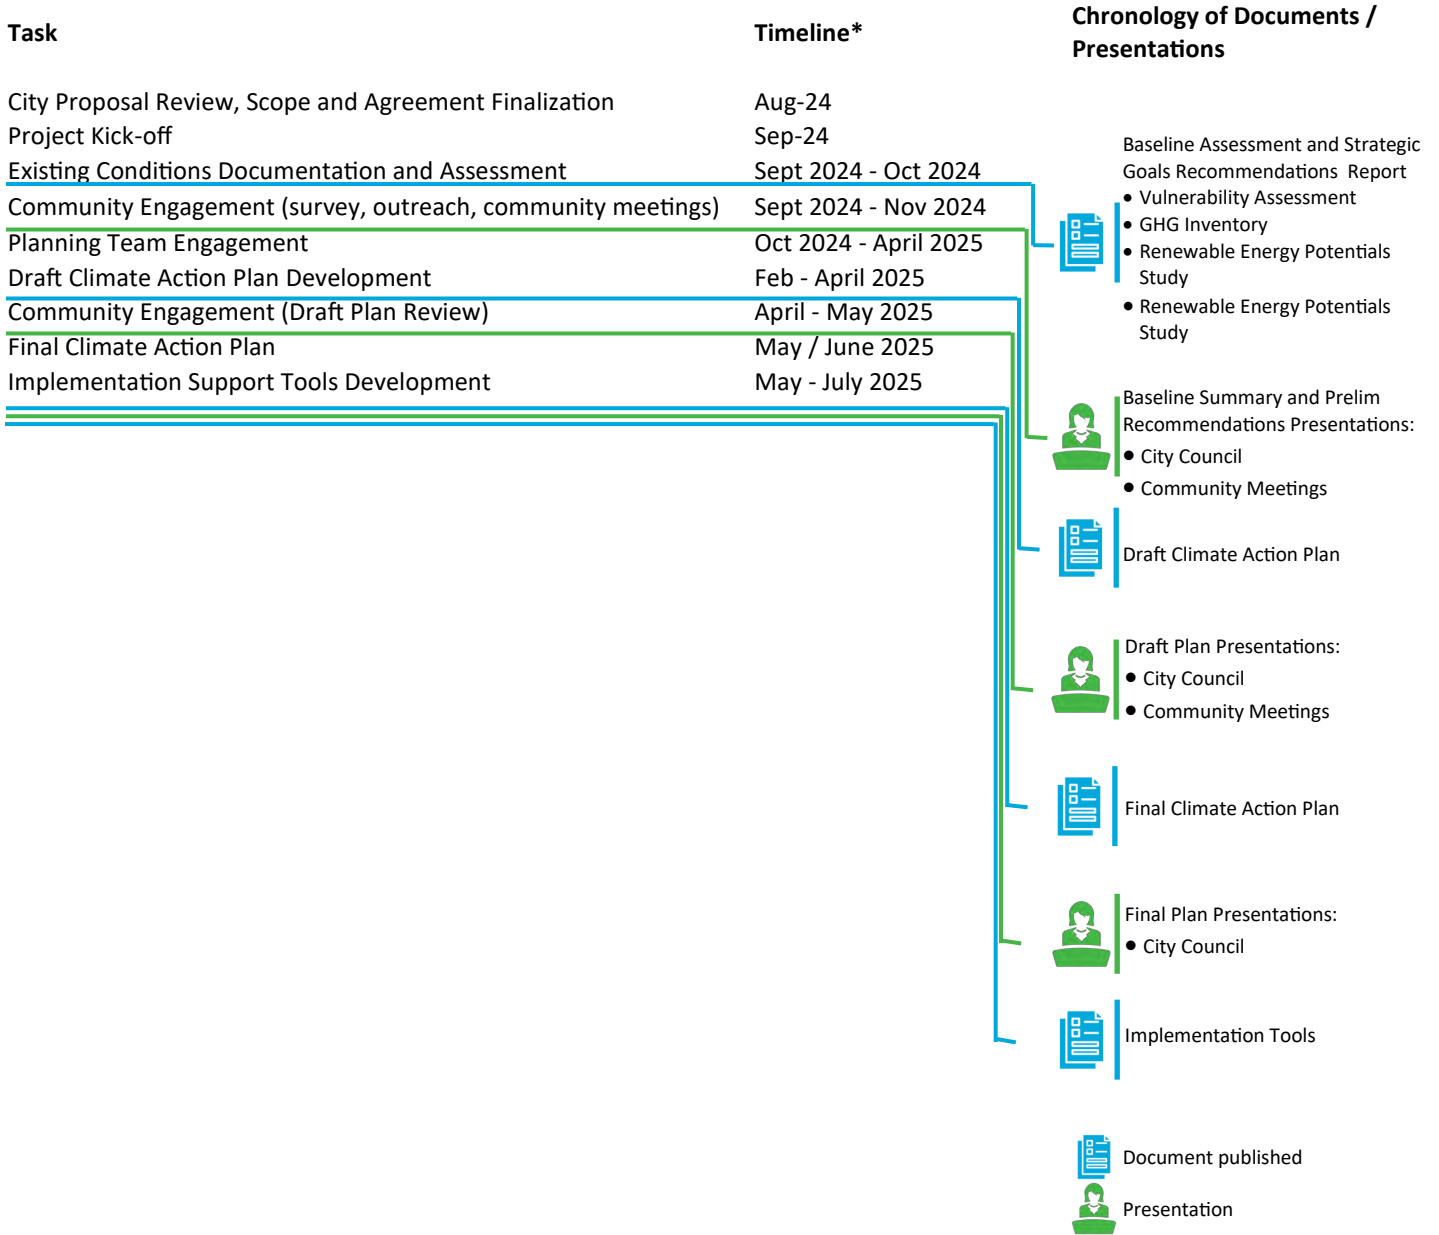 Task
Timeline*
Chronology of Documents /
Presentations
City Proposal Review, Scope and Agreement Finalization Aug-24
Project Kick-off Sep-24
Existing Conditions Documentation and Assessment Sept 2024 - Oct 2024
Community Engagement (survey, outreach, community meetings) Sept 2024 - Nov 2024
Planning Team Engagement Oct 2024 - April 2025
Draft Climate Action Plan Development Feb - April 2025
Community Engagement (Draft Plan Review) April - May 2025
Final Climate Action Plan May / June 2025
Implementation Support Tools Development May - July 2025
Baseline Assessment and Strategic
Goals Recommendations Report
• Vulnerability Assessment
• GHG Inventory
• Renewable Energy Potentials
Study
• Renewable Energy Potentials
Study
Baseline Summary and Prelim
Recommendations Presentations:
• City Council
• Community Meetings
Draft Climate Action Plan
Draft Plan Presentations:
• City Council
• Community Meetings
Final Climate Action Plan
Final Plan Presentations:
• City Council
Implementation Tools
Document published
Presentation